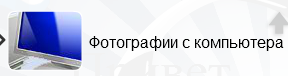 Фотографии с компьютера